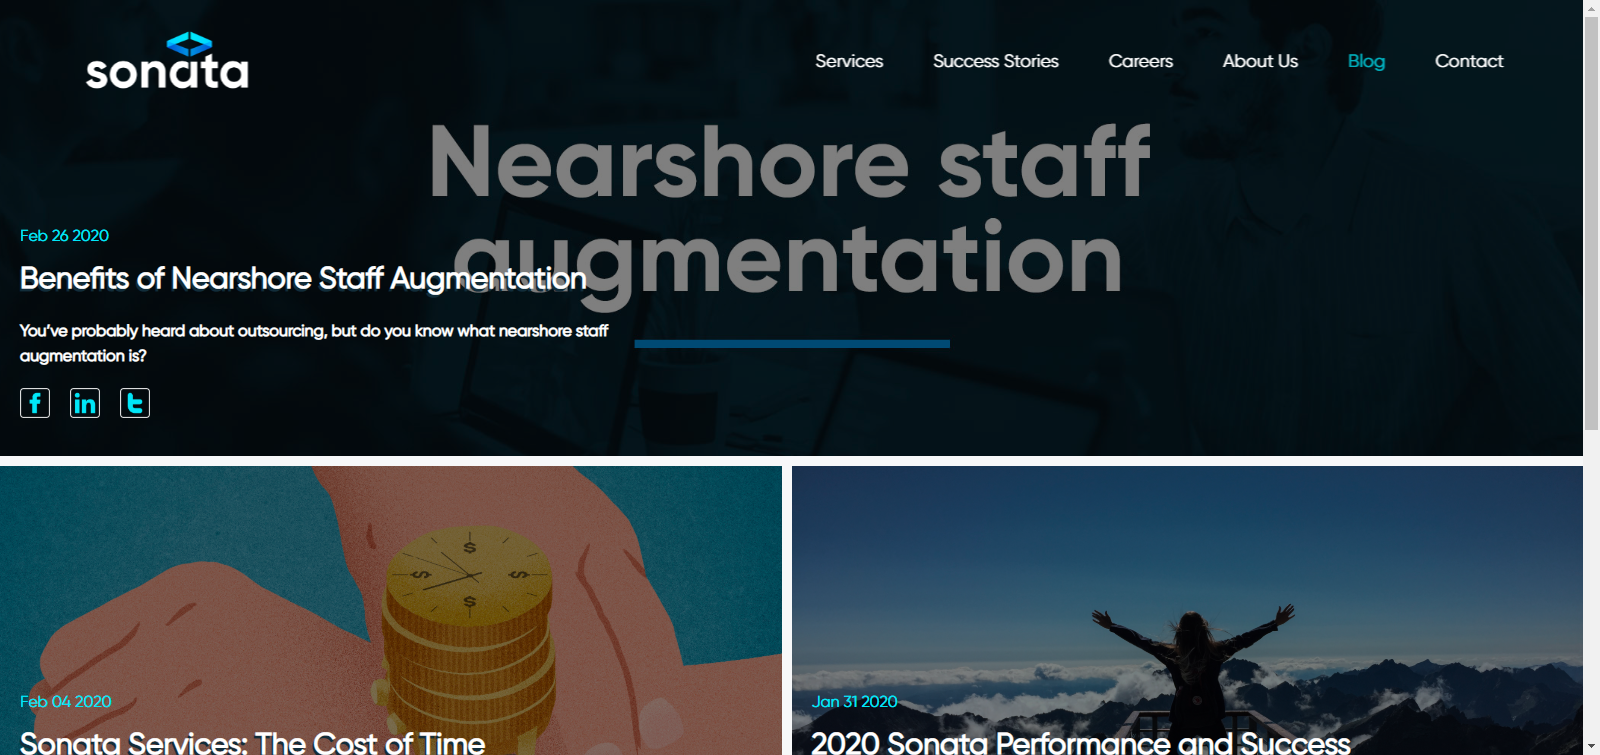 sonata
Services
Success Stories
Careers
About Us
Blog
Contact
Nearshore staff
augmentation
Feb 26 2020
Benefits of Nearshore Staff Augmentation
You’ve probably heard about outsourcing, but do you know what nearshore staff
augmentation is?
f
in
t
$
$
$
$
Feb 04 2020
Sonata Services: The Cost of Time
Jan 31 2020
2020 Sonata Performance and Success